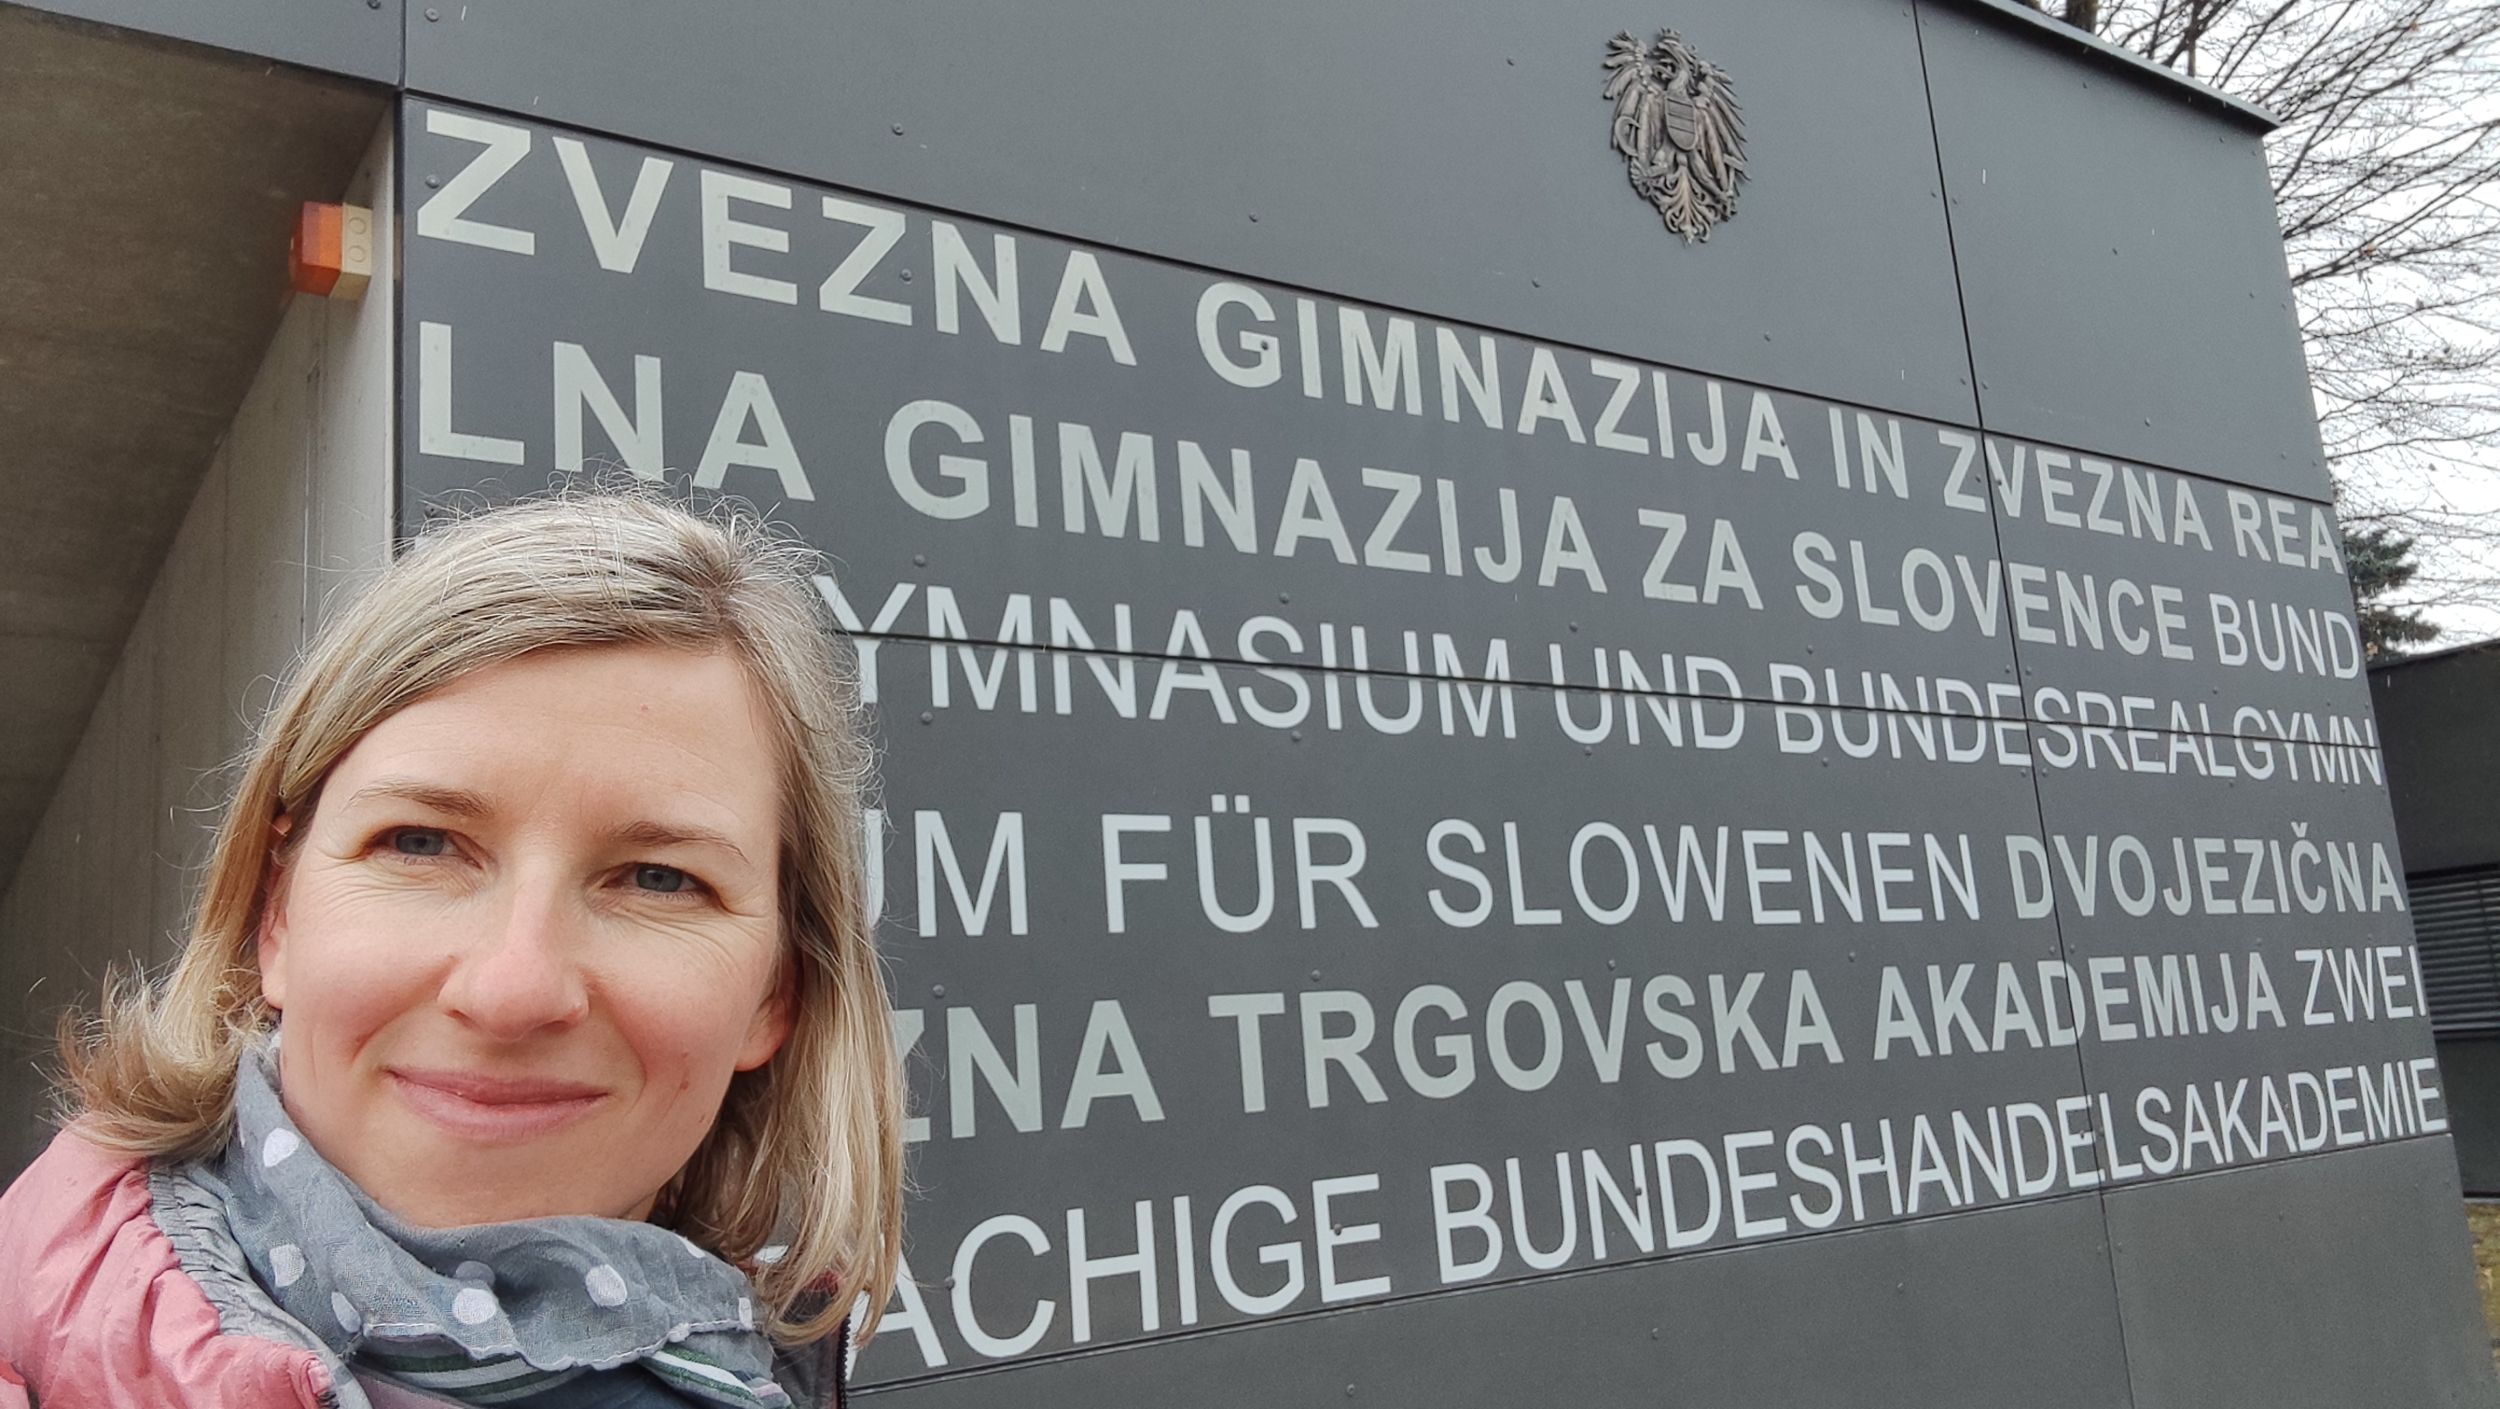 ZVEZNA GIMNAZIJA IN ZVEZNA REA
LNA GIMNAZIJA ZA SLOVENCE BUND
YMNASIUM UND BUNDESREALGYMN
UM FÜR SLOWENEN DVOJEZIČNA
ZNA TRGOVSKA AKADEMIJA ZWEI
ACHIGE BUNDESHANDELSAKADEMIE